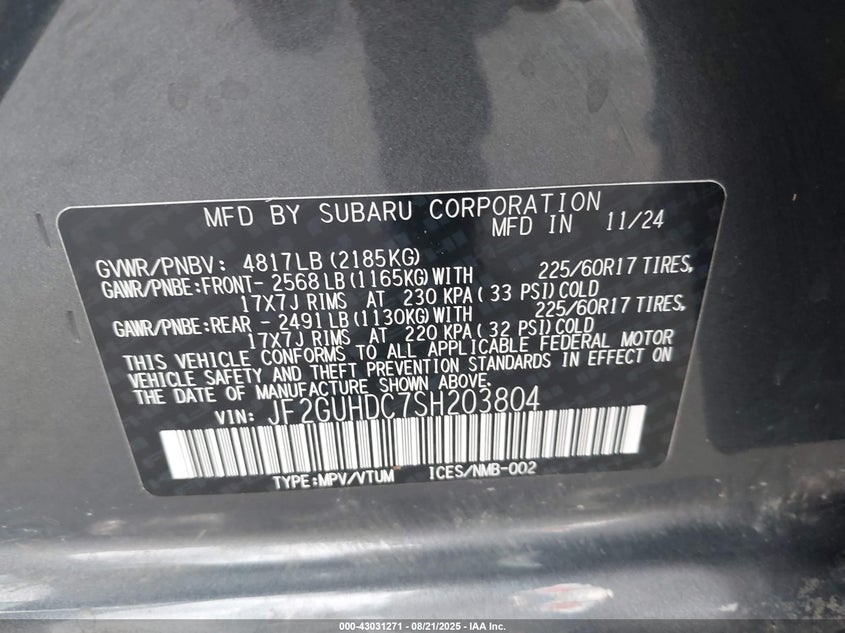 MFD BY SUBARU CORPORATION
MFD IN 11/24
GVWR/PNBV: 4817LB (2185KG)
GAWR/PNBE:FRONT- 2568 LB (1165KG) WITH 225/60R17 TIRES,
17X7J RIMS AT 230 KPA ( 33 PSI) COLD
GAWR/PNBE:REAR - 2491 LB (1130KG) WITH 225/60R17 TIRES,
17X7J RIMS AT 220 KPA ( 32 PSI) COLD
THIS VEHICLE CONFORMS TO ALL APPLICABLE FEDERAL MOTOR
VEHICLE SAFETY AND THEFT PREVENTION STANDARDS IN EFFECT ON
THE DATE OF MANUFACTURE SHOWN ABOVE.
VIN: JF2GUHDC7SH203804
TYPE:MPV/VTUM ICES/NMB-002
000-43031271 - 08/21/2025 - IAA Inc.